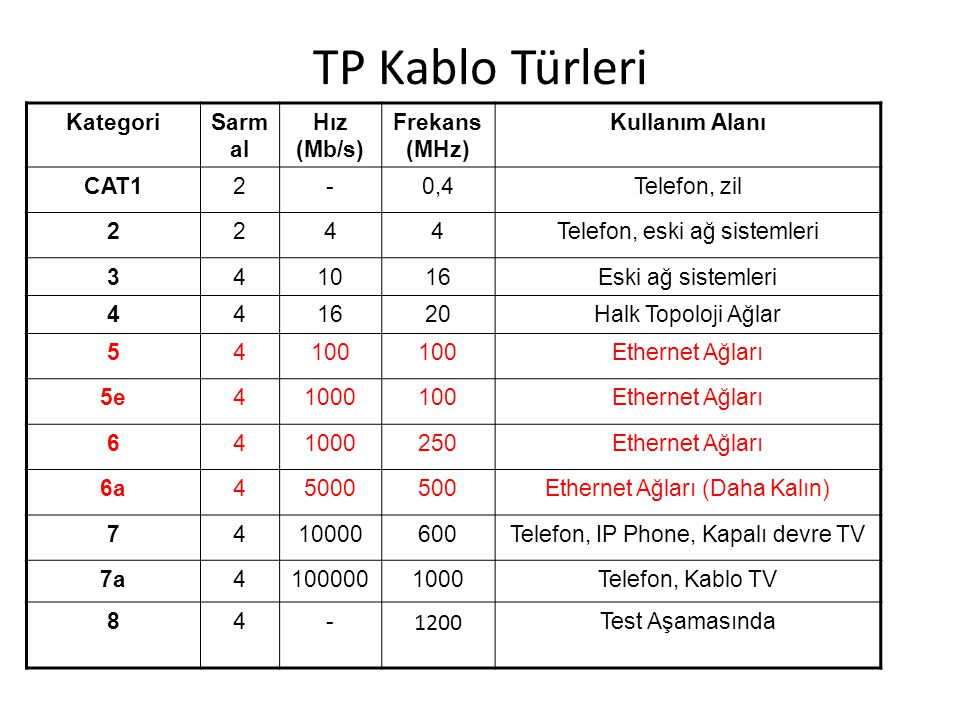 TP Kablo Türleri
Kategori Sarm Hız Frekans Kullanım Alanı
al (Mb/s) (MHz)
CAT1 2 - 0,4 Telefon, zil
2 2 4 4 Telefon, eski ağ sistemleri
3 4 10 16 Eski ağ sistemleri
4 4 16 20 Halk Topoloji Ağlar
5 4 100 100 Ethernet Ağları
5e 4 1000 100 Ethernet Ağları
6 4 1000 250 Ethernet Ağları
6a 4 5000 500 Ethernet Ağları (Daha Kalın)
7 4 10000 600 Telefon, IP Phone, Kapalı devre TV
7a 4 100000 1000 Telefon, Kablo TV
8 4 - 1200 Test Aşamasında